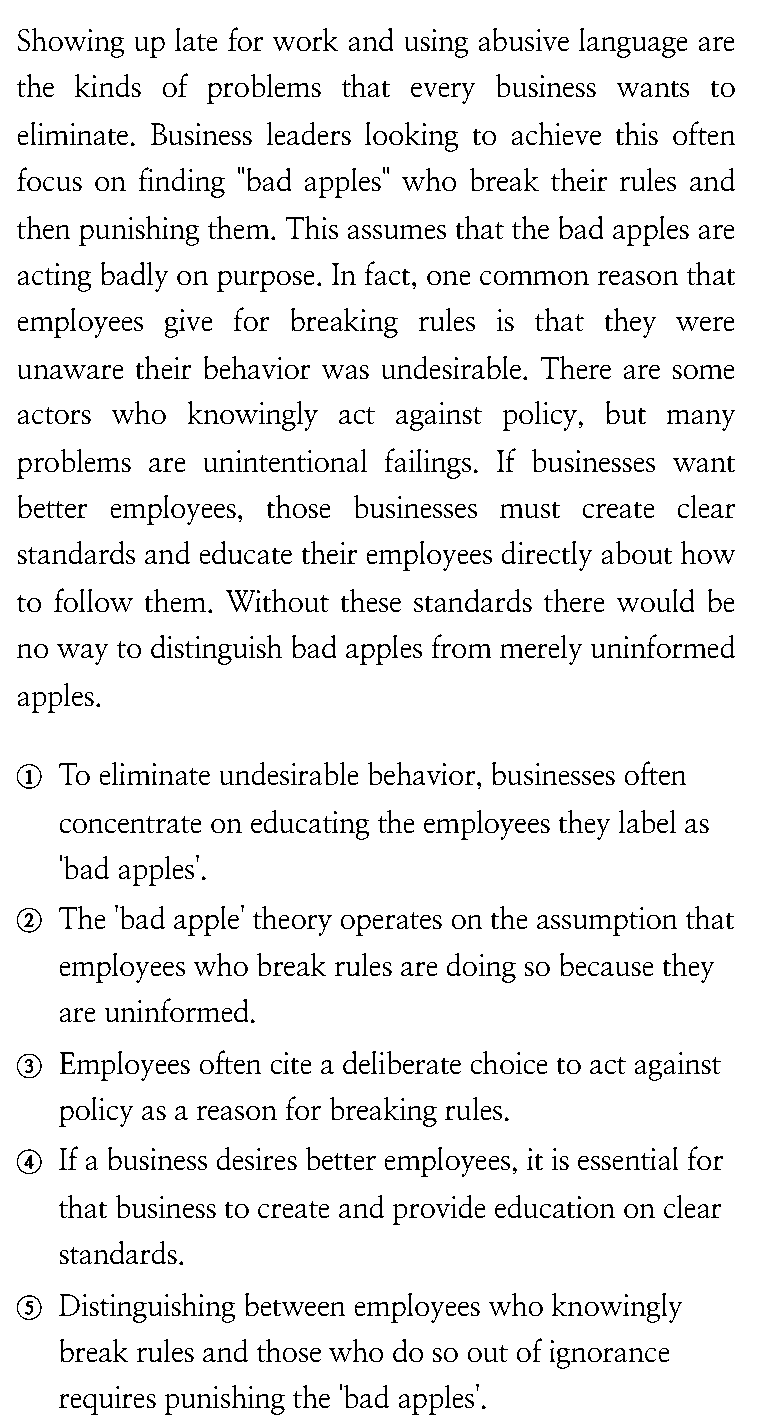 Showing up late for work and using abusive language are
the kinds of problems that every business wants to
eliminate. Business leaders looking to achieve this often
focus on finding "bad apples" who break their rules and
then punishing them. This assumes that the bad apples are
acting badly on purpose. In fact, one common reason that
employees give for breaking rules is that they were
unaware their behavior was undesirable. There are some
actors who knowingly act against policy, but many
problems are unintentional failings. If businesses want
better employees, those businesses must create clear
standards and educate their employees directly about how
to follow them. Without these standards there would be
no way to distinguish bad apples from merely uninformed
apples.
① To eliminate undesirable behavior, businesses often
concentrate on educating the employees they label as
'bad apples'.
② The 'bad apple' theory operates on the assumption that
employees who break rules are doing so because they
are uninformed.
③ Employees often cite a deliberate choice to act against
policy as a reason for breaking rules.
④ If a business desires better employees, it is essential for
that business to create and provide education on clear
standards.
⑤ Distinguishing between employees who knowingly
break rules and those who do so out of ignorance
requires punishing the 'bad apples'.